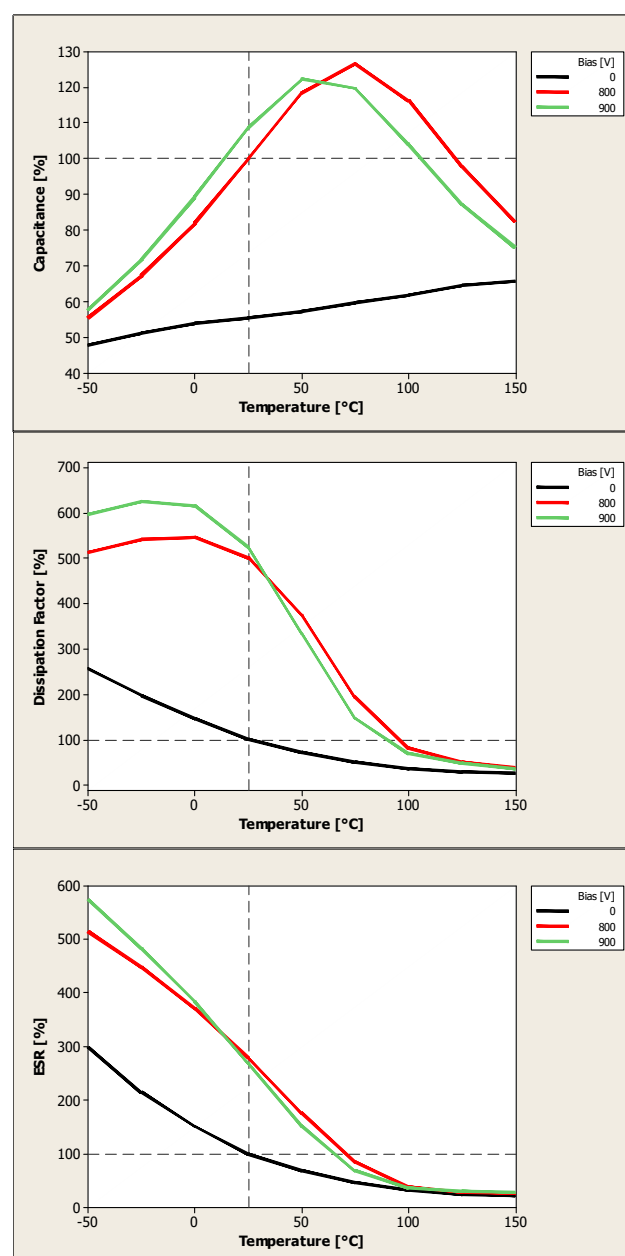 130
120
110
100
90
80
70
60
50
40
Capacitance [%]
-50 0 50 100 150
Temperature [°C]
Bias [V]
0
800
900
700
600
500
400
300
200
100
0
Dissipation Factor [%]
-50 0 50 100 150
Temperature [°C]
Bias [V]
0
800
900
600
500
400
300
200
100
0
ESR [%]
-50 0 50 100 150
Temperature [°C]
Bias [V]
0
800
900